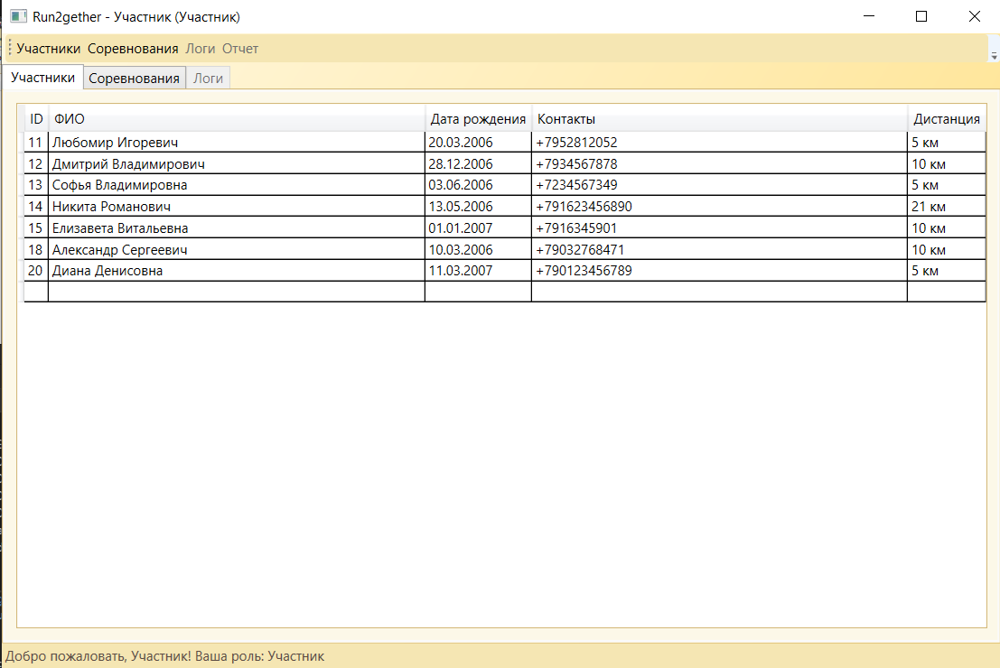 Run2gether - Участник (Участник)
Участники Соревнования Логи Отчет
Участники Соревнования Логи
ID ФИО Дата рождения Контакты Дистанция
11 Любомир Игоревич 20.03.2006 +7952812052 5 км
12 Дмитрий Владимирович 28.12.2006 +7934567878 10 км
13 Софья Владимировна 03.06.2006 +7234567349 5 км
14 Никита Романович 13.05.2006 +791623456890 21 км
15 Елизавета Витальевна 01.01.2007 +7916345901 10 км
18 Александр Сергеевич 10.03.2006 +79032768471 10 км
20 Диана Денисовна 11.03.2007 +790123456789 5 км
Добро пожаловать, Участник! Ваша роль: Участник